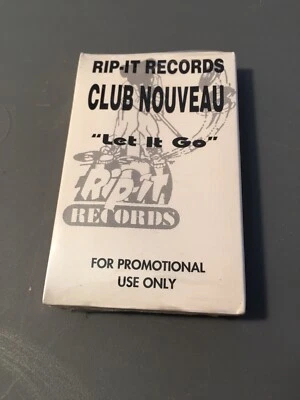 RIP-IT RECORDS
CLUB NOUVEAU
"Let It Go"
Rip-it
RECORDS
FOR PROMOTIONAL
USE ONLY